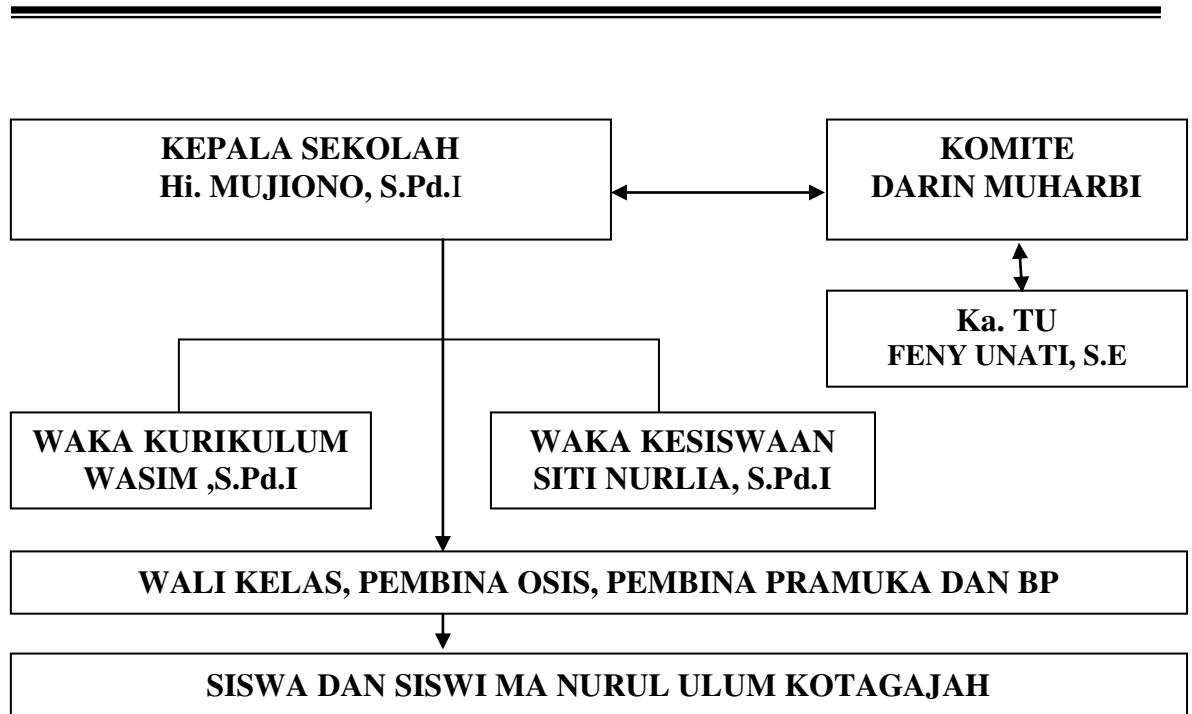 KEPALA SEKOLAH
Hi. MUJIONO, S.Pd.I
KOMITE
DARIN MUHARBI
Ka. TU
FENY UNATI, S.E
WAKA KURIKULUM
WASIM ,S.Pd.I
WAKA KESISWAAN
SITI NURLIA, S.Pd.I
WALI KELAS, PEMBINA OSIS, PEMBINA PRAMUKA DAN BP
SISWA DAN SISWI MA NURUL ULUM KOTAGAJAH